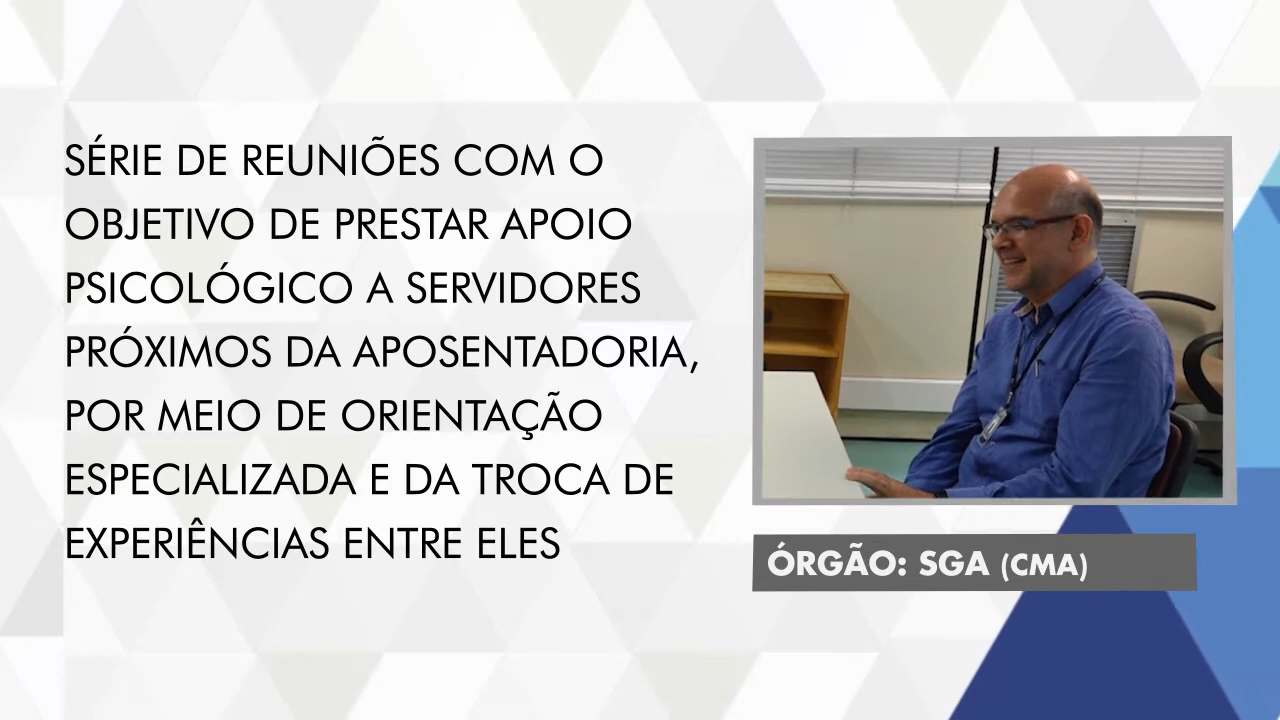 SÉRIE DE REUNIÕES COM O
OBJETIVO DE PRESTAR APOIO
PSICOLÓGICO A SERVIDORES
PRÓXIMOS DA APOSENTADORIA,
POR MEIO DE ORIENTAÇÃO
ESPECIALIZADA E DA TROCA DE
EXPERIÊNCIAS ENTRE ELES
ÓRGÃO: SGA (CMA)